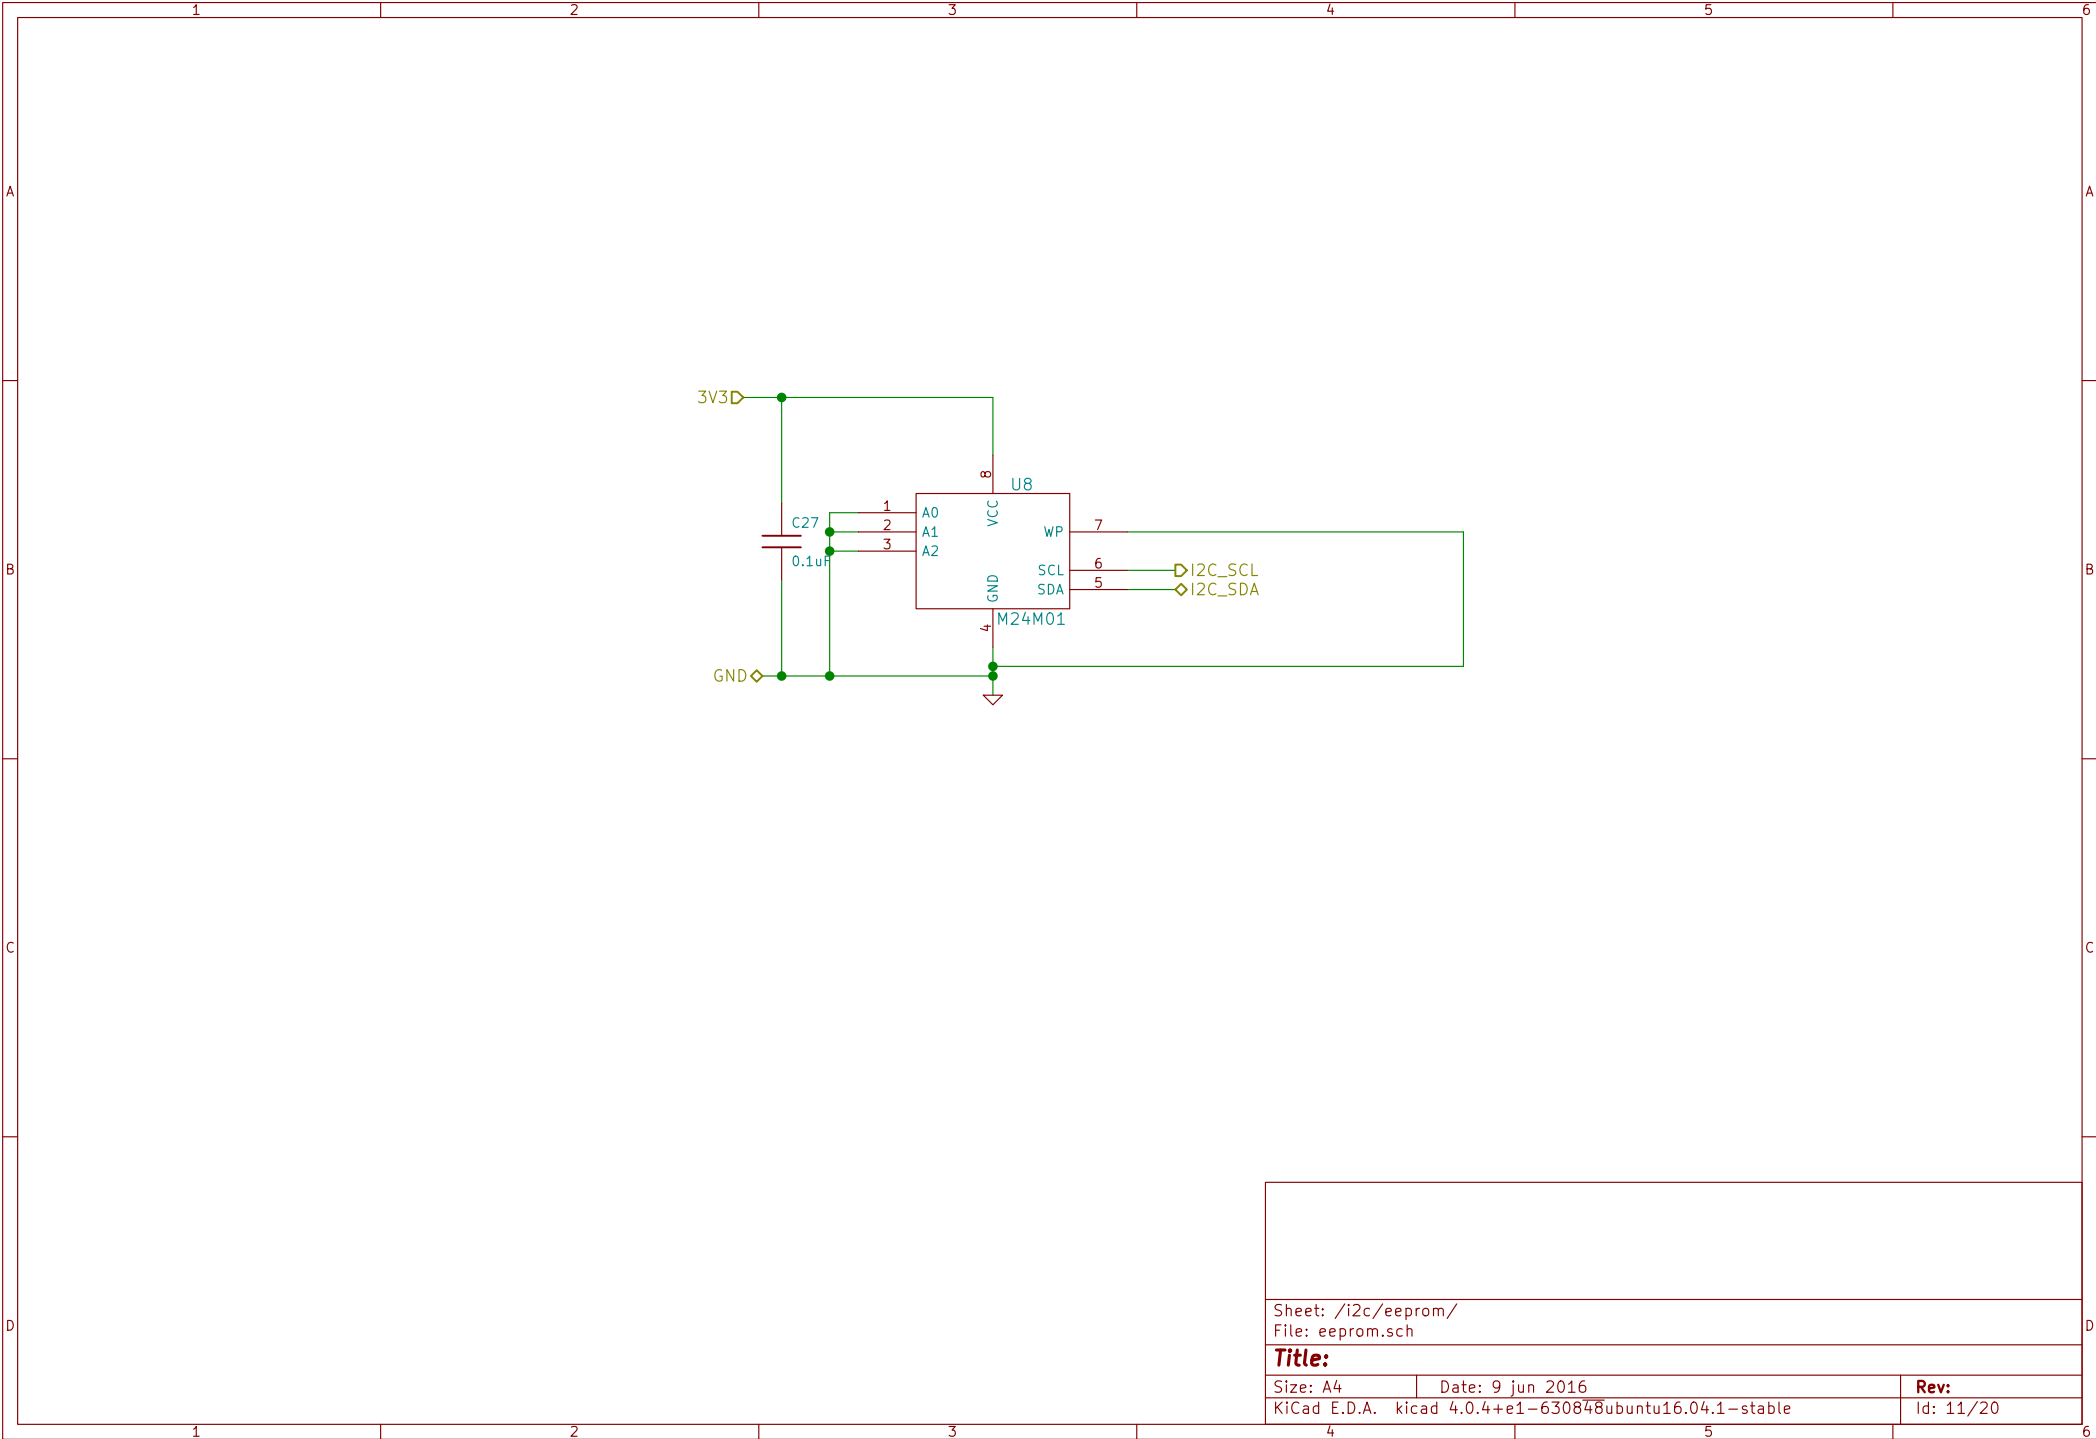 1 2 3 4 5 6
A A
3V3
8
U8
1 A0 VCC
C27
2 A1 WP 7
3 A2
0.1uF
B SCL 6 I2C_SCL B
GND SDA 5 I2C_SDA
4 M24M01
GND
C C
Sheet: /i2c/eeprom/
File: eeprom.sch
D D
Title:
Size: A4 Date: 9 jun 2016 Rev:
KiCad E.D.A. kicad 4.0.4+e1-630848ubuntu16.04.1-stable Id: 11/20
1 2 3 4 5 6